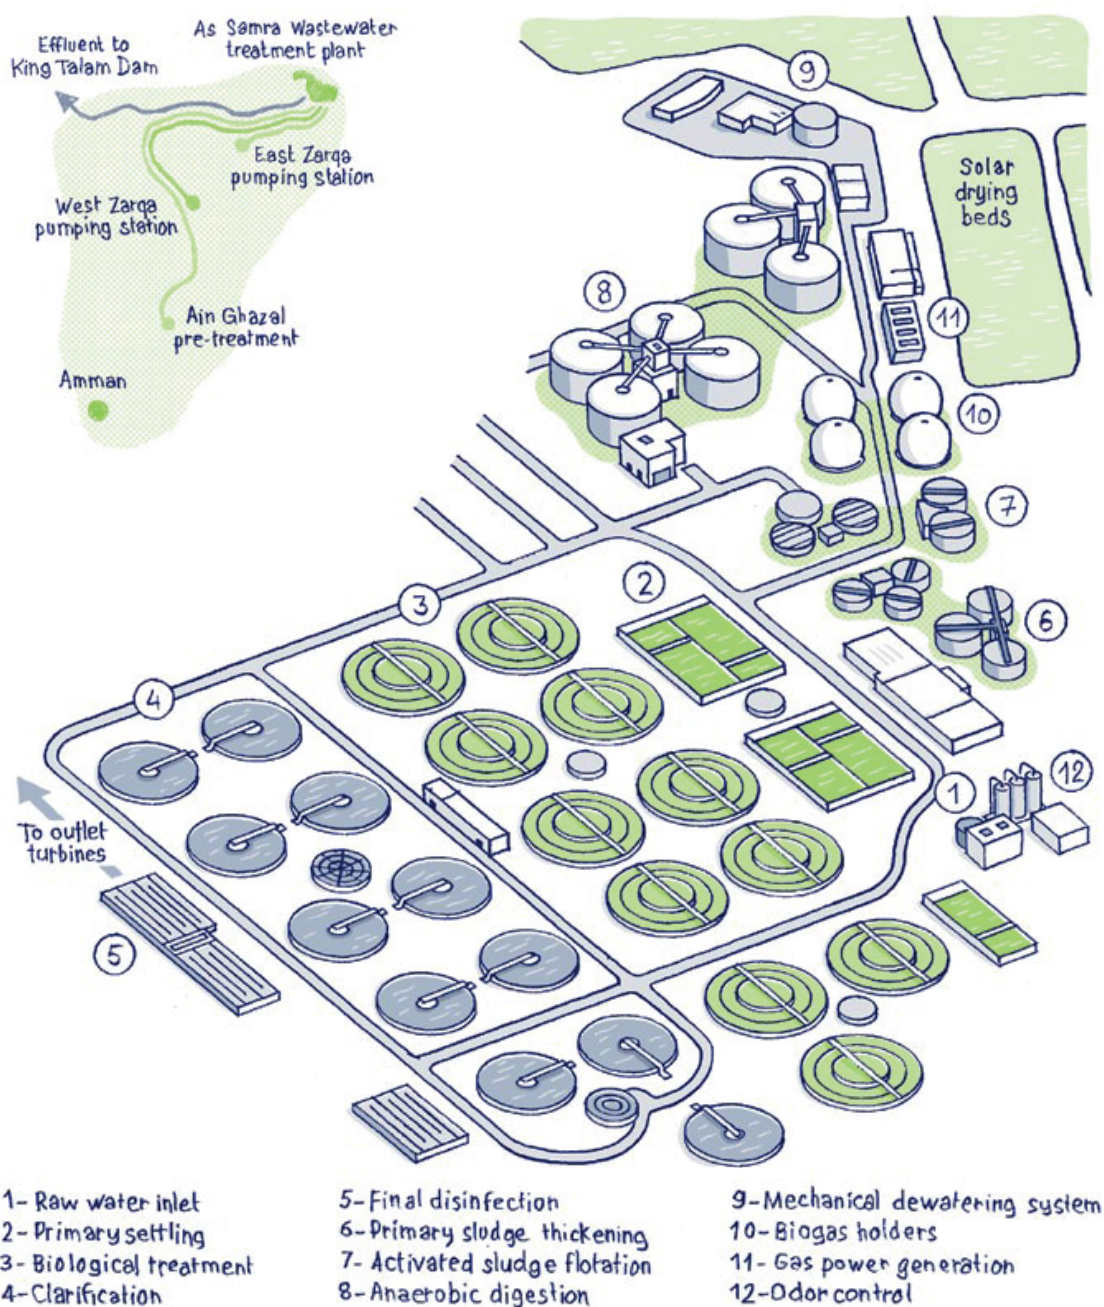 Effluent to
King Talam Dam
As Samra Wastewater
treatment plant
East Zarqa
pumping station
West Zarqa
pumping station
Ain Ghazal
pre-treatment
Amman
9
Solar
drying
beds
8
11
10
7
3
2
6
4
1
12
To outlet
turbines
5
1- Raw water inlet
2- Primary settling
3- Biological treatment
4- Clarification
5- Final disinfection
6- Primary sludge thickening
7- Activated sludge flotation
8- Anaerobic digestion
9- Mechanical dewatering system
10- Biogas holders
11- Gas power generation
12- Odor control